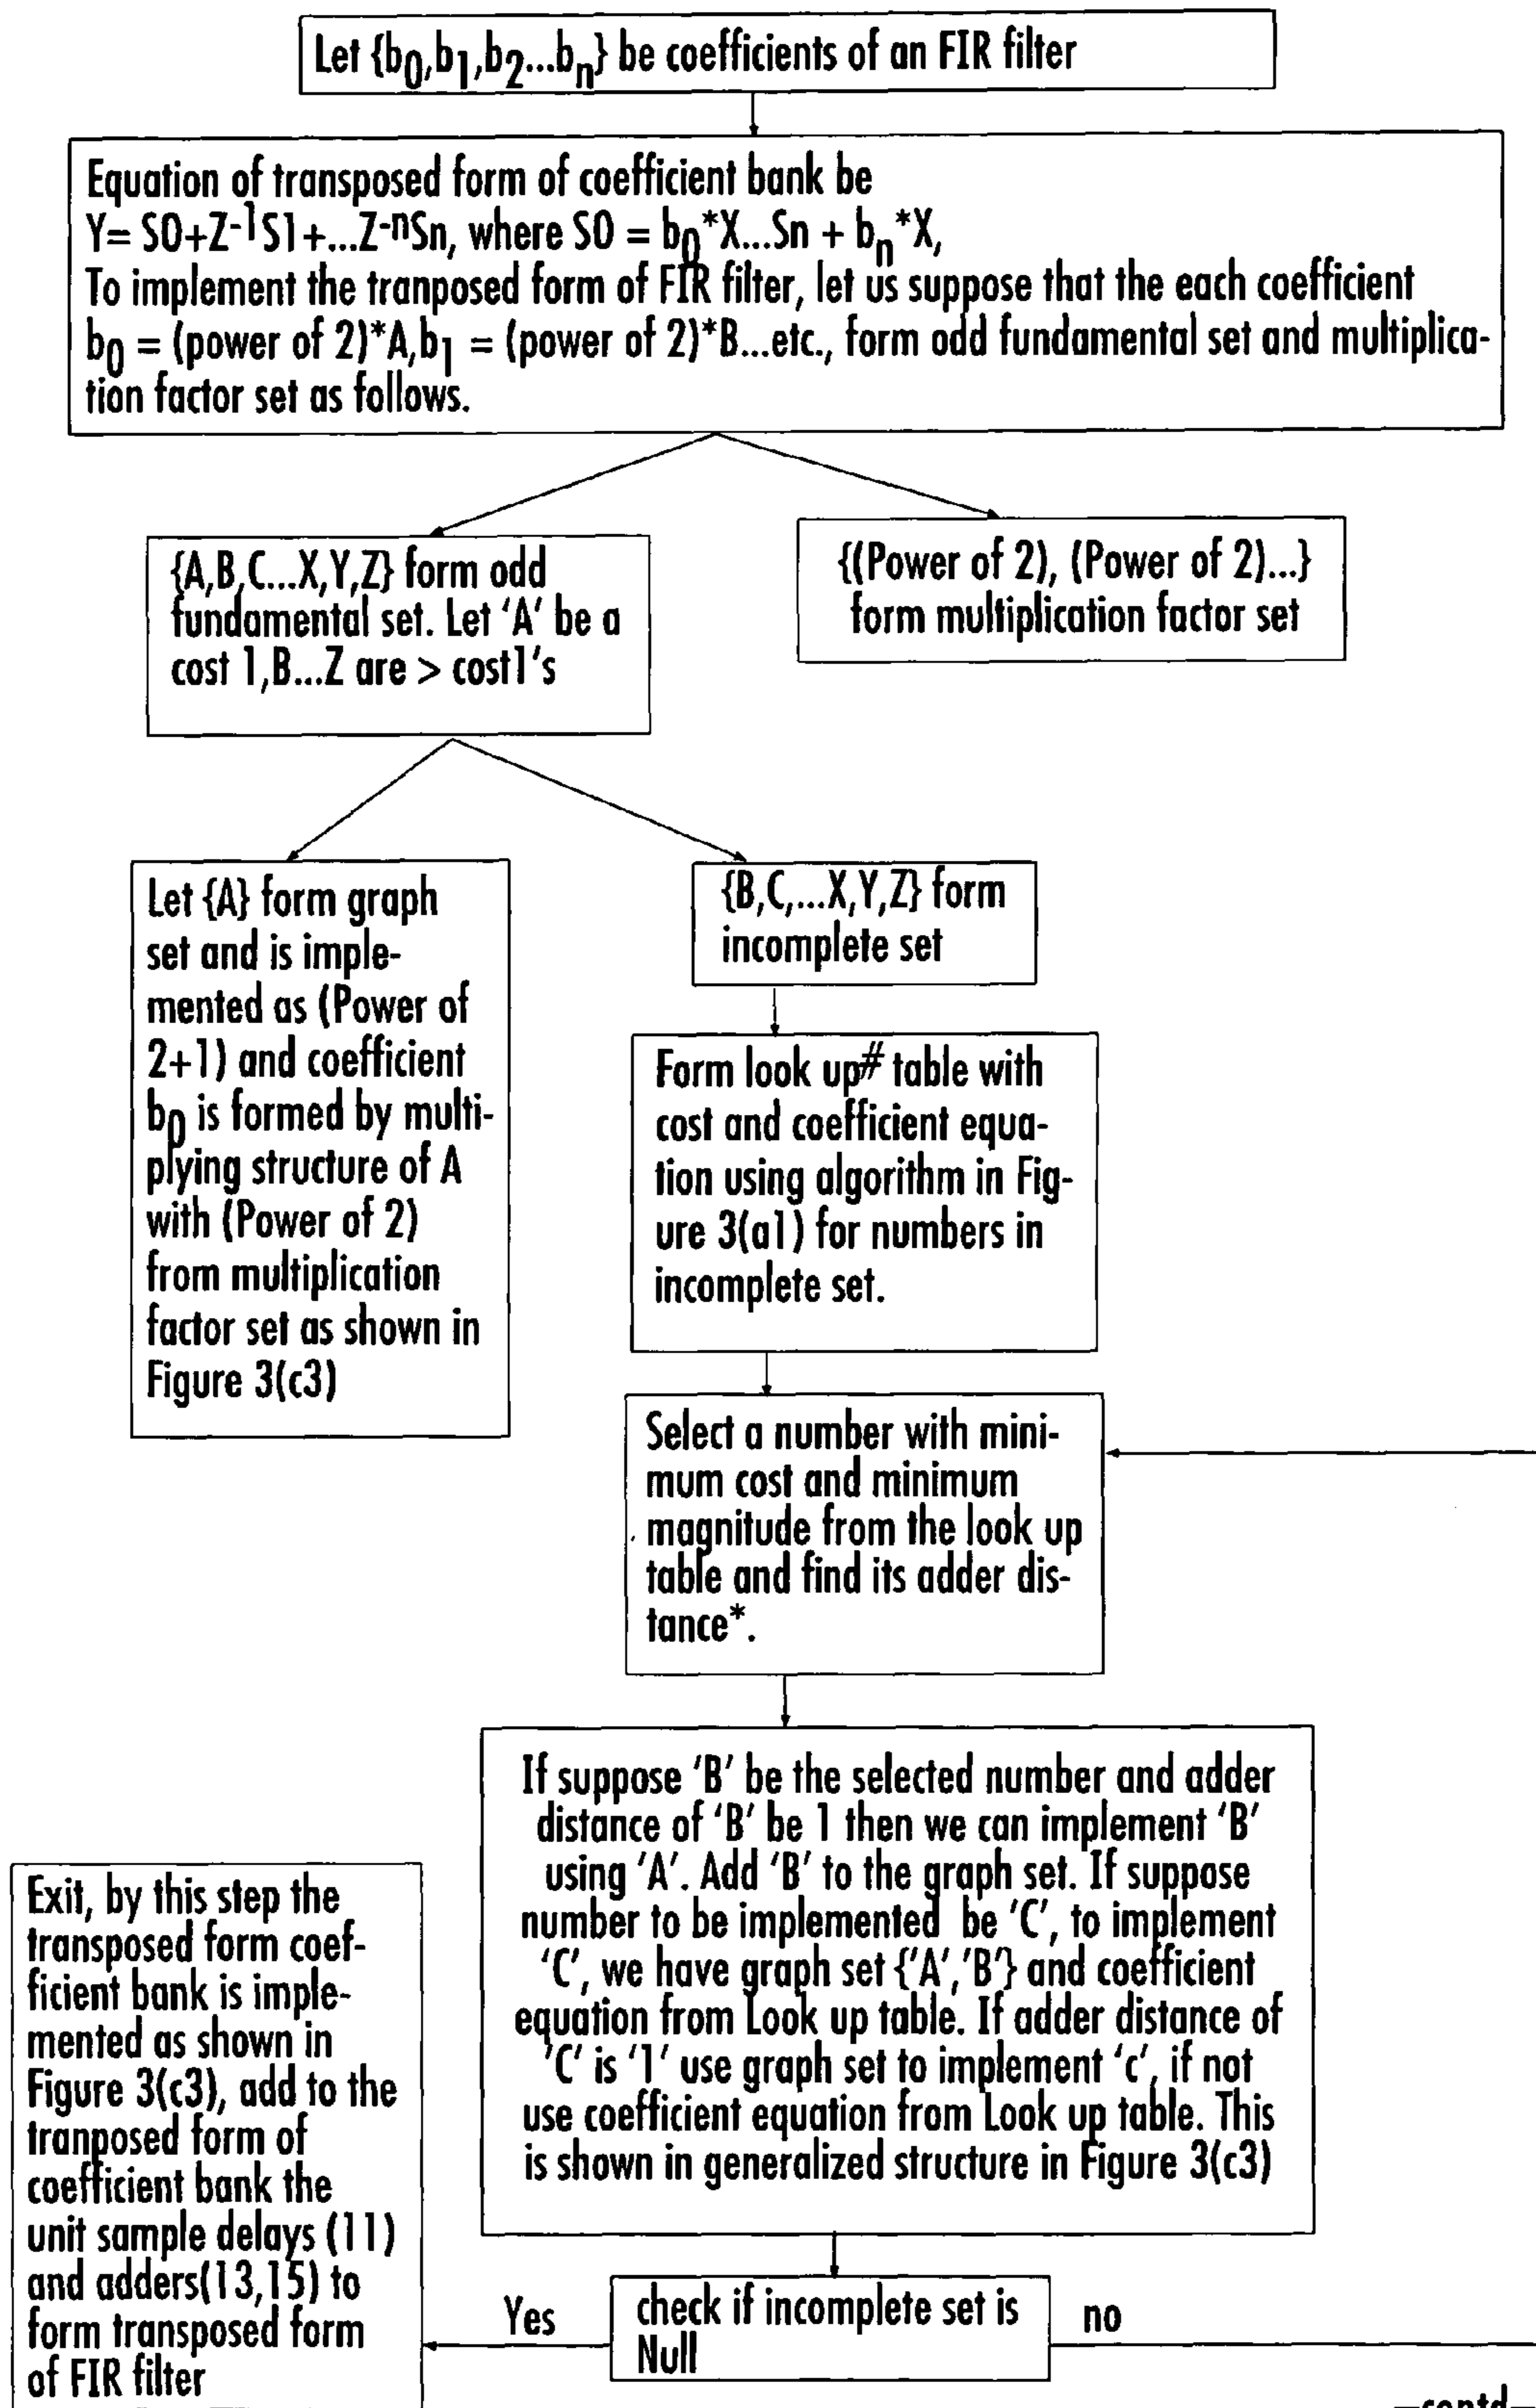 Let {b0,b1,b2...bn} be coefficients of an FIR filter
Equation of transposed form of coefficient bank be
Y= S0+Z-1S1+...Z-nSn, where S0 = b0*X...Sn + bn*X,
To implement the tranposed form of FIR filter, let us suppose that the each coefficient
b0 = (power of 2)*A,b1 = (power of 2)*B...etc., form odd fundamental set and multiplica-
tion factor set as follows.
{A,B,C...X,Y,Z} form odd
fundamental set. Let ‘A’ be a
cost 1,B...Z are > cost1’s
{(Power of 2), (Power of 2)...}
form multiplication factor set
Let {A} form graph
set and is imple-
mented as (Power of
2+1) and coefficient
b0 is formed by multi-
plying structure of A
with (Power of 2)
from multiplication
factor set as shown in
Figure 3(c3)
{B,C,...X,Y,Z} form
incomplete set
Form look up# table with
cost and coefficient equa-
tion using algorithm in Fig-
ure 3(a1) for numbers in
incomplete set.
Select a number with mini-
mum cost and minimum
magnitude from the look up
table and find its adder dis-
tance*.
If suppose ‘B’ be the selected number and adder
distance of ‘B’ be 1 then we can implement ‘B’
using ‘A’. Add ‘B’ to the graph set. If suppose
number to be implemented be ‘C’, to implement
‘C’, we have graph set {‘A’,‘B’} and coefficient
equation from Look up table. If adder distance of
‘C’ is ‘1’ use graph set to implement ‘c’, if not
use coefficient equation from Look up table. This
is shown in generalized structure in Figure 3(c3)
check if incomplete set is
Null
Yes
no
Exit, by this step the
transposed form coef-
ficient bank is imple-
mented as shown in
Figure 3(c3), add to the
tranposed form of
coefficient bank the
unit sample delays (11)
and adders(13,15) to
form transposed form
of FIR filter
—contd—